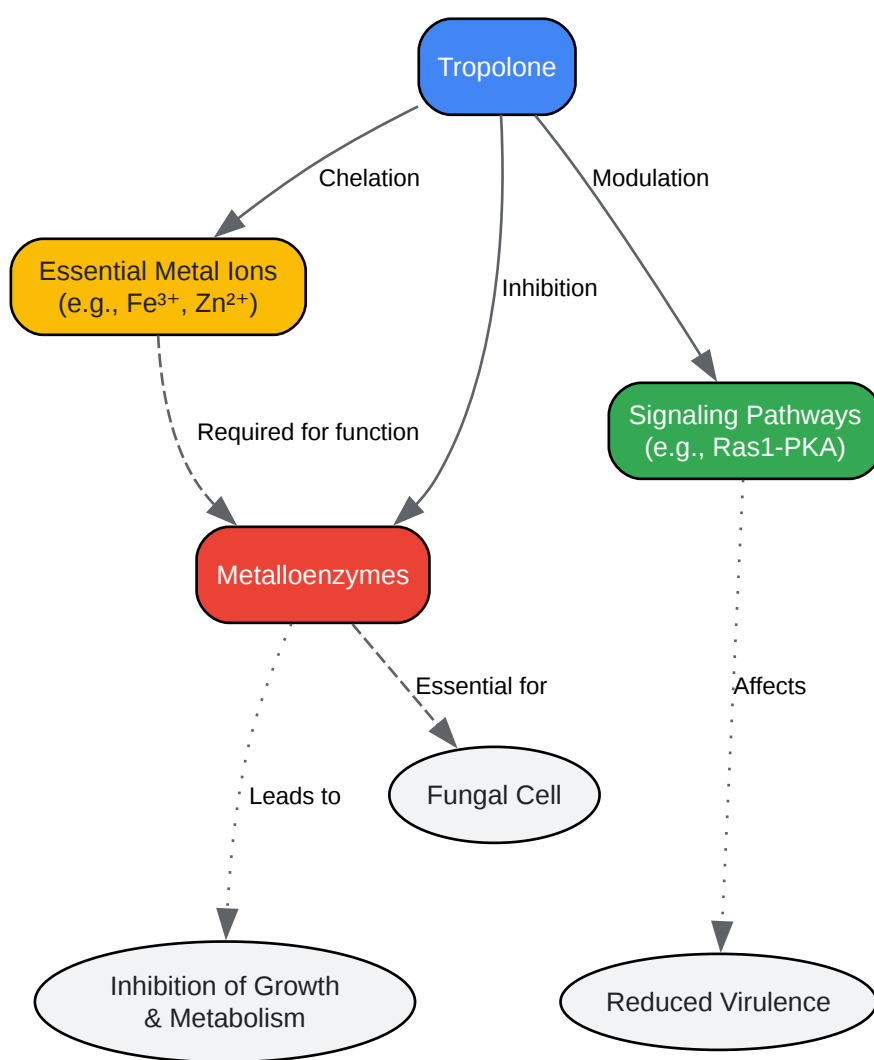 Tropolone
Chelation
Modulation
Essential Metal Ions
(e.g., Fe³⁺, Zn²⁺)
Inhibition
Signaling Pathways
(e.g., Ras1-PKA)
Required for function
Metalloenzymes
Essential for
Affects
Leads to
Fungal Cell
Inhibition of Growth
& Metabolism
Reduced Virulence